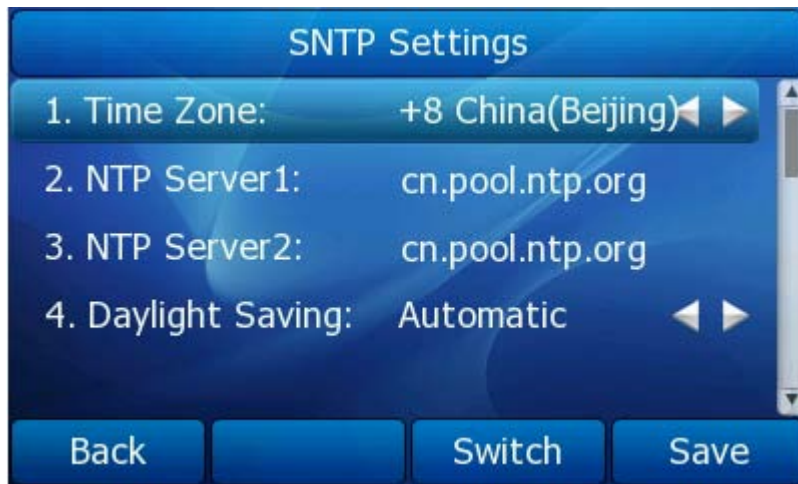 SNTP Settings
1. Time Zone: +8 China(Beijing)
2. NTP Server1: cn.pool.ntp.org
3. NTP Server2: cn.pool.ntp.org
4. Daylight Saving: Automatic
Back Switch Save